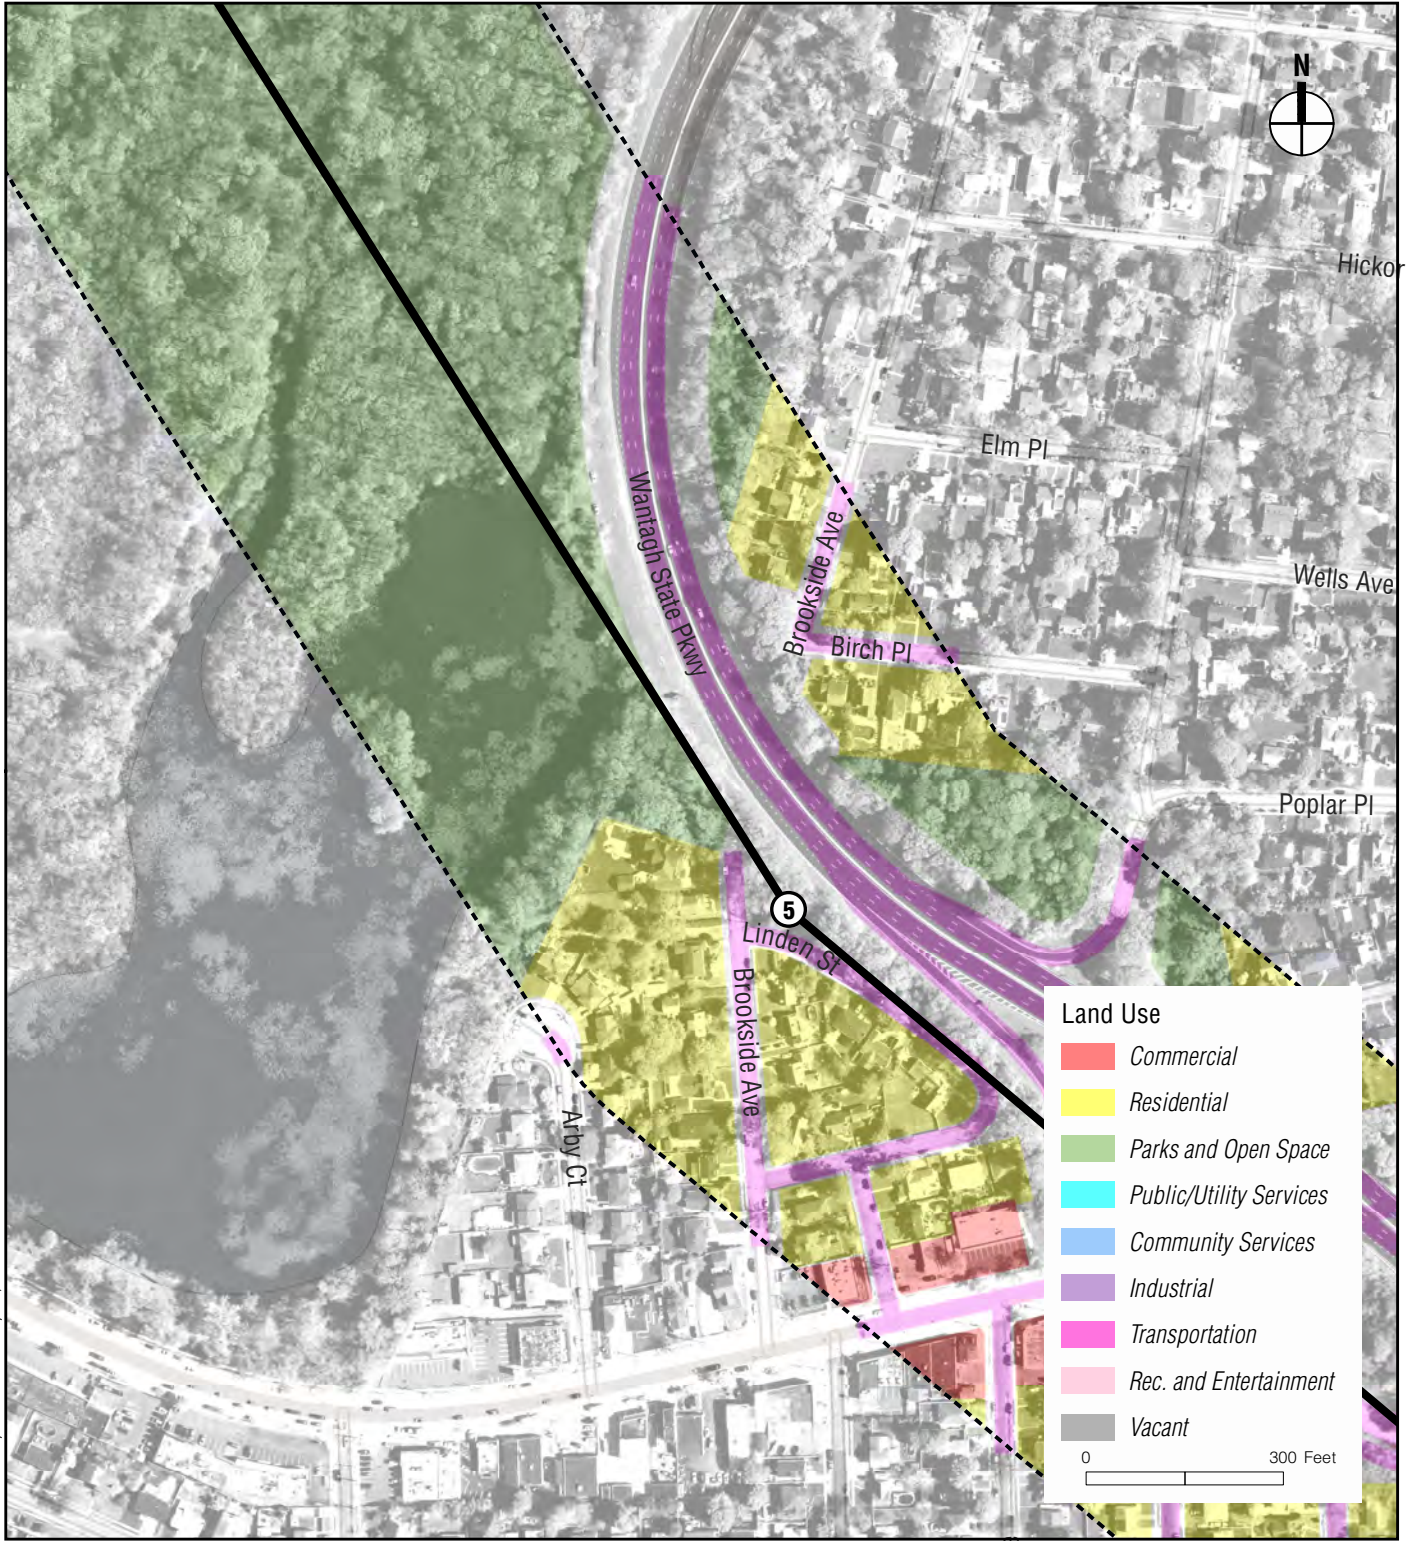 N
Hickor
Elm Pl
Wells Ave
Brookside Ave
Wantagh State Pkwy
Birch Pl
Poplar Pl
5
Linden St
Brookside Ave
Arby Ct
Land Use
Commercial
Residential
Parks and Open Space
Public/Utility Services
Community Services
Industrial
Transportation
Rec. and Entertainment
Vacant
0 300 Feet